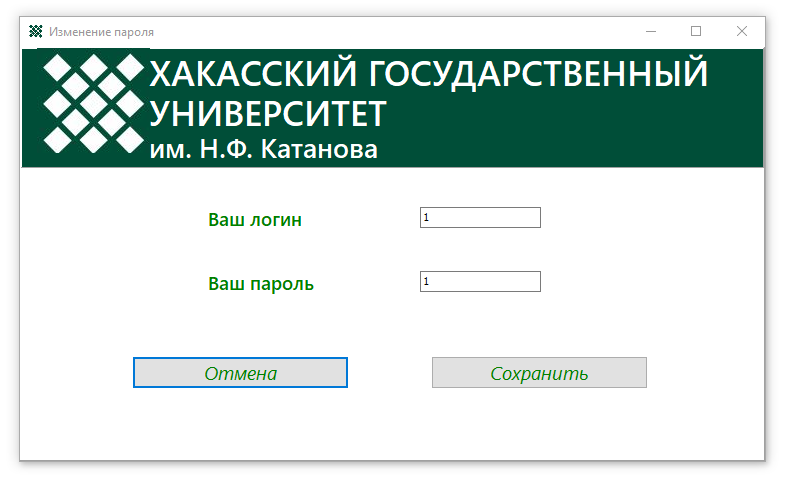 Изменение пароля
ХАКАССКИЙ ГОСУДАРСТВЕННЫЙ
УНИВЕРСИТЕТ
им. Н.Ф. Катанова
Ваш логин 1
Ваш пароль 1
Отмена Сохранить